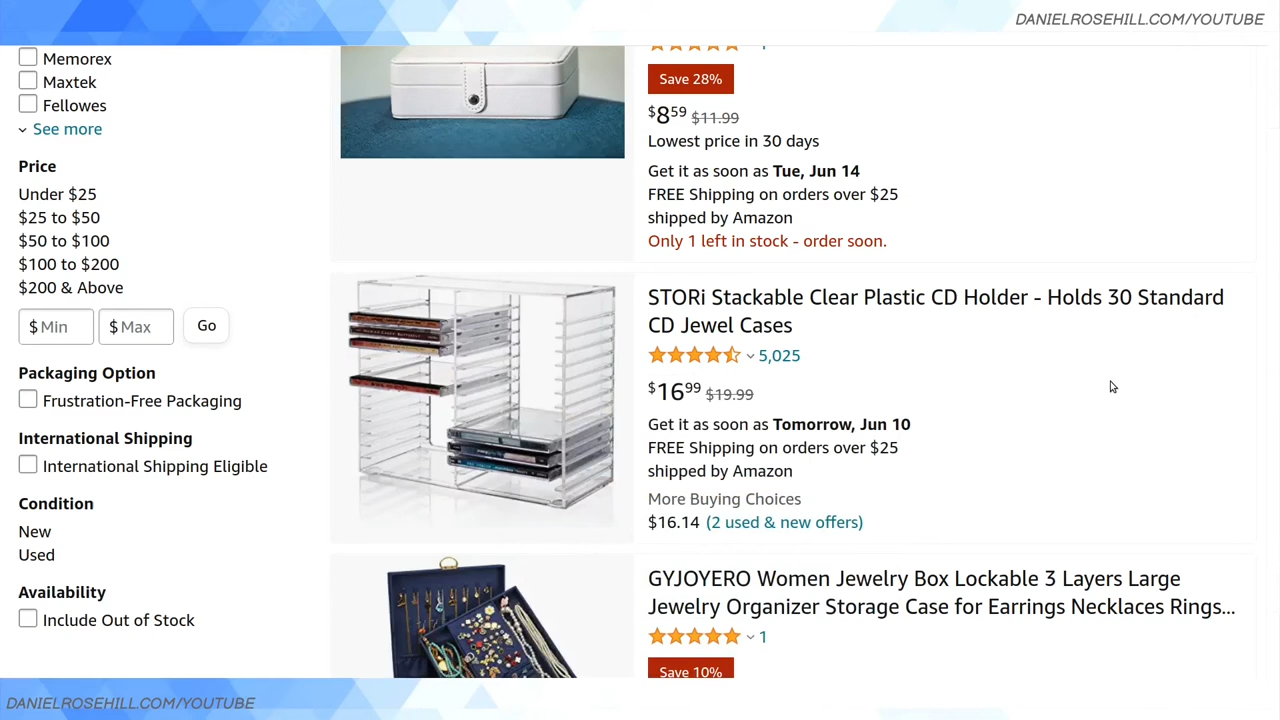 DANIELROSEHILL.COM/YOUTUBE
Memorex
Maxtek
Fellowes
See more
Price
Under $25
$25 to $50
$50 to $100
$100 to $200
$200 & Above
$ Min $ Max Go
Packaging Option
Frustration-Free Packaging
International Shipping
International Shipping Eligible
Condition
New
Used
Availability
Include Out of Stock
1
Save 28%
$8 59 $11.99
Lowest price in 30 days
Get it as soon as Tue, Jun 14
FREE Shipping on orders over $25
shipped by Amazon
Only 1 left in stock - order soon.
STORi Stackable Clear Plastic CD Holder - Holds 30 Standard
CD Jewel Cases
5,025
$16 99 $19.99
Get it as soon as Tomorrow, Jun 10
FREE Shipping on orders over $25
shipped by Amazon
More Buying Choices
$16.14 (2 used & new offers)
GYJOYERO Women Jewelry Box Lockable 3 Layers Large
Jewelry Organizer Storage Case for Earrings Necklaces Rings...
1
Save 10%
DANIELROSEHILL.COM/YOUTUBE